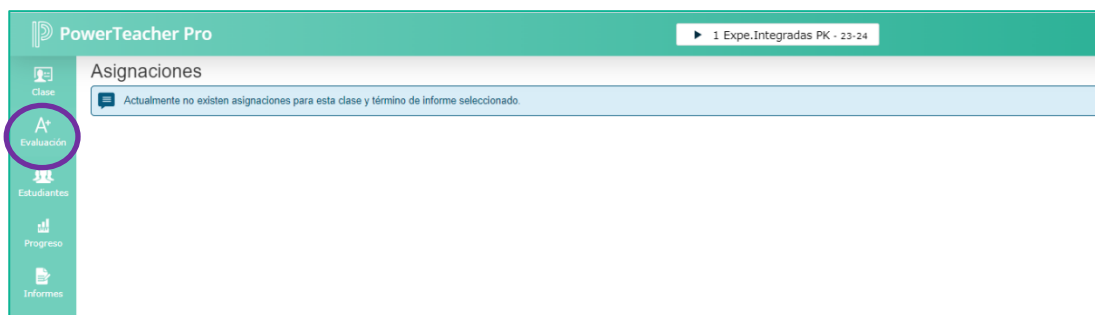 PowerTeacher Pro
1 Expe.Integradas PK - 23-24
Clase
A+
Evaluación
Estudiantes
Progreso
Informes
Asignaciones
Actualmente no existen asignaciones para esta clase y término de informe seleccionado.